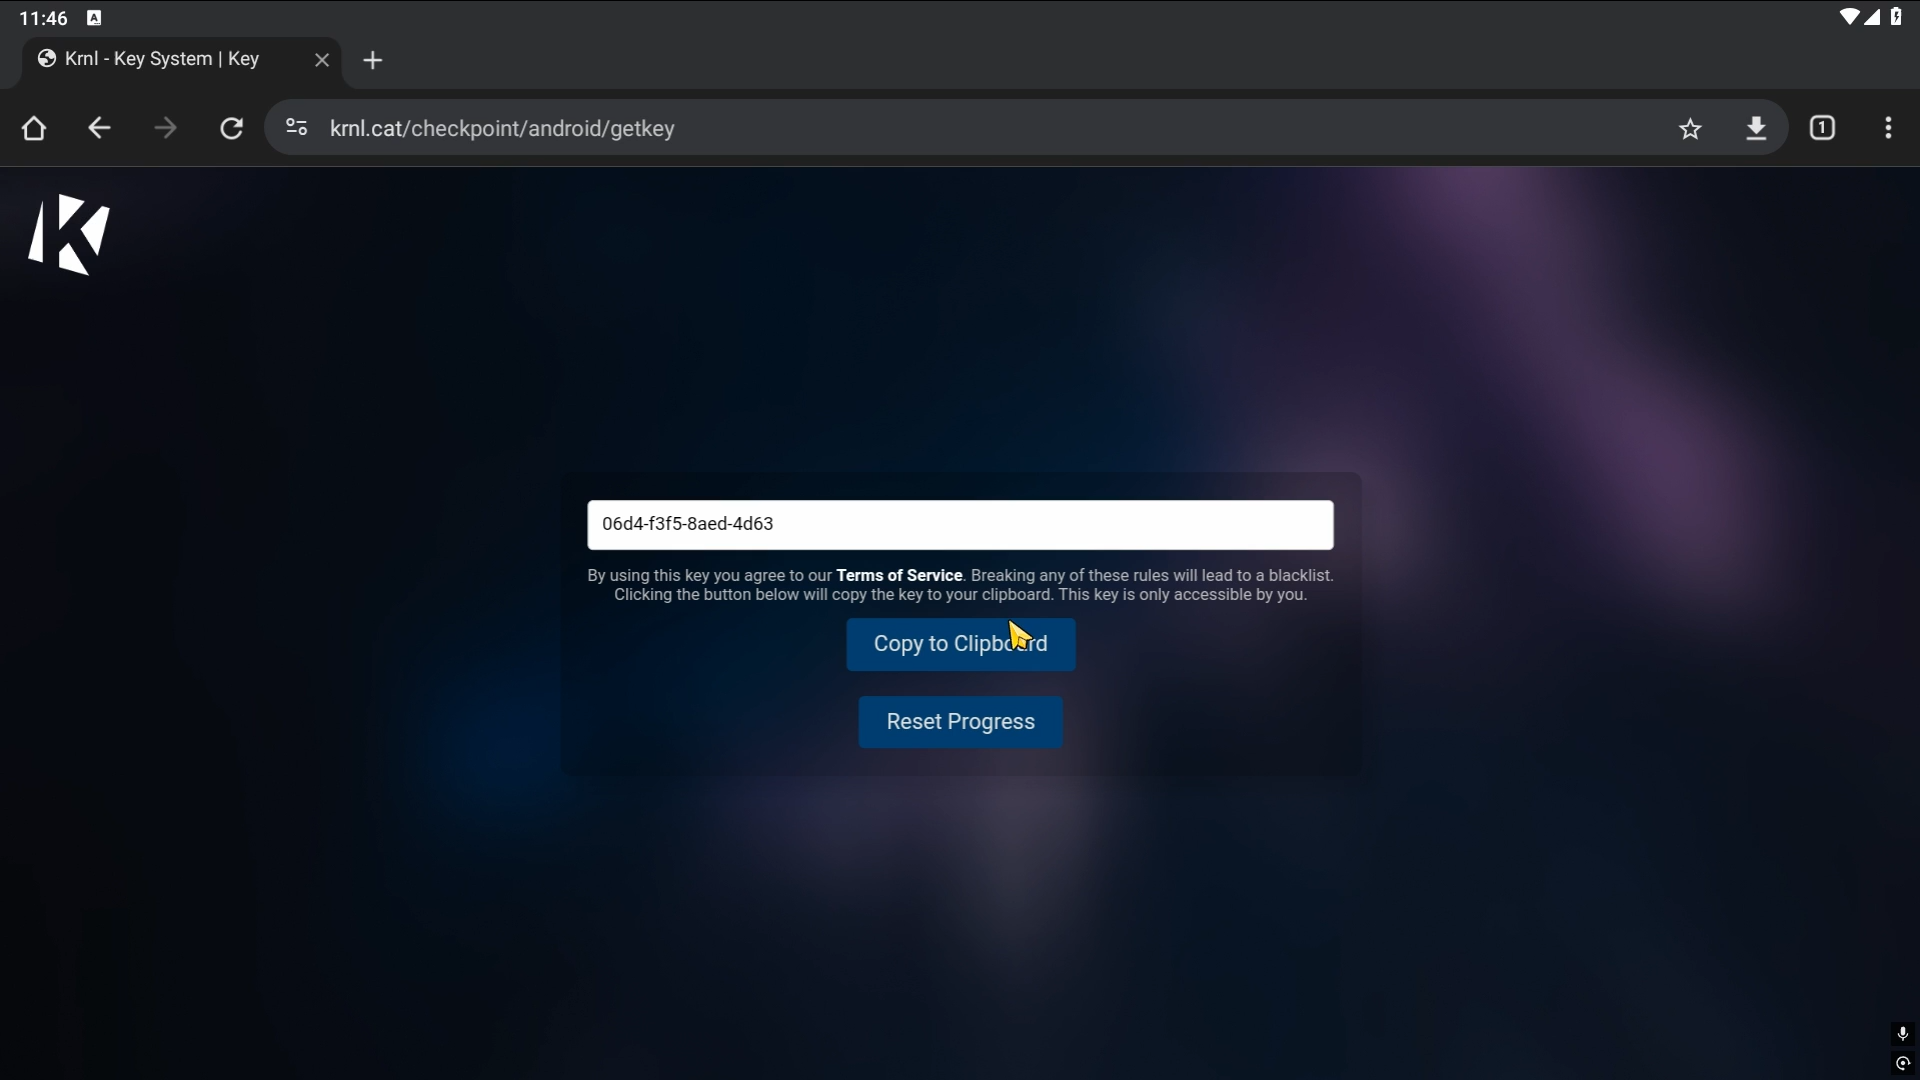 11:46
Krnl - Key System | Key
krnl.cat/checkpoint/android/getkey
1
06d4-f3f5-8aed-4d63
By using this key you agree to our Terms of Service. Breaking any of these rules will lead to a blacklist.
Clicking the button below will copy the key to your clipboard. This key is only accessible by you.
Copy to Clipboard
Reset Progress